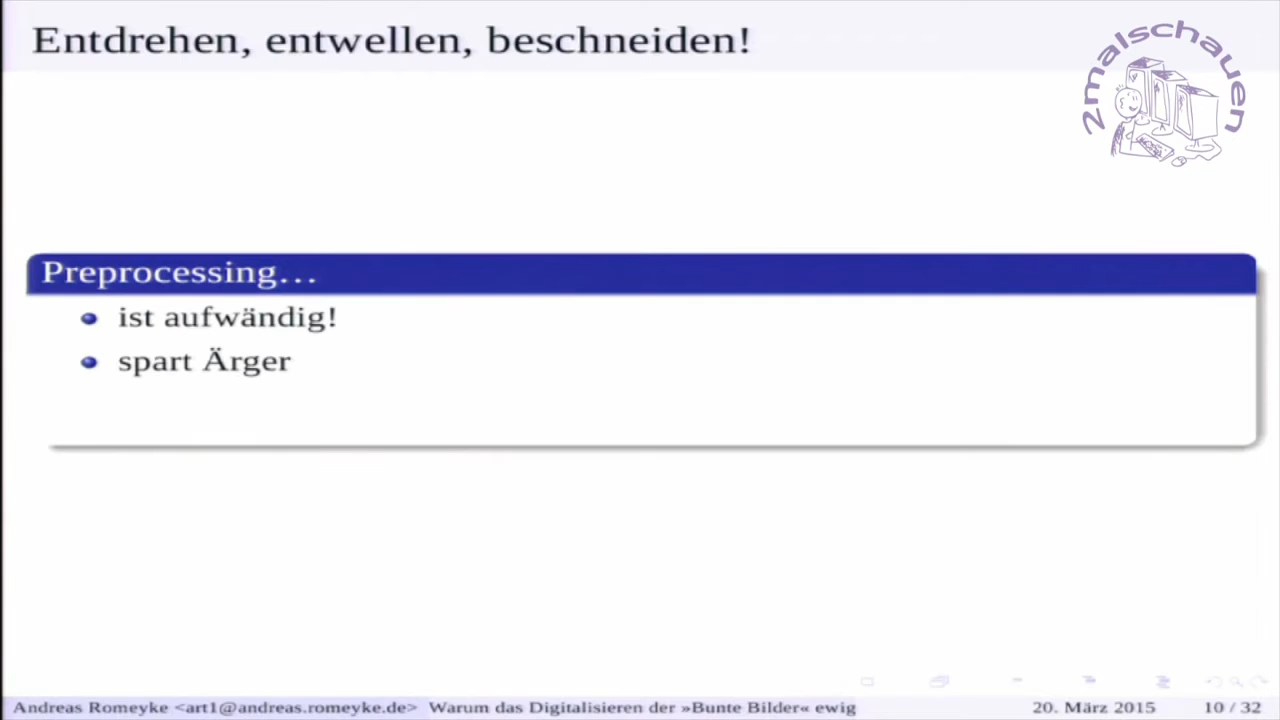 Entdrehen, entwellen, beschneiden!
2malschauen
Preprocessing...
ist aufwändig!
spart Ärger
Andreas Romeyke <art1@andreas.romeyke.de> Warum das Digitalisieren der »Bunte Bilder« ewig 20. März 2015 10 / 32